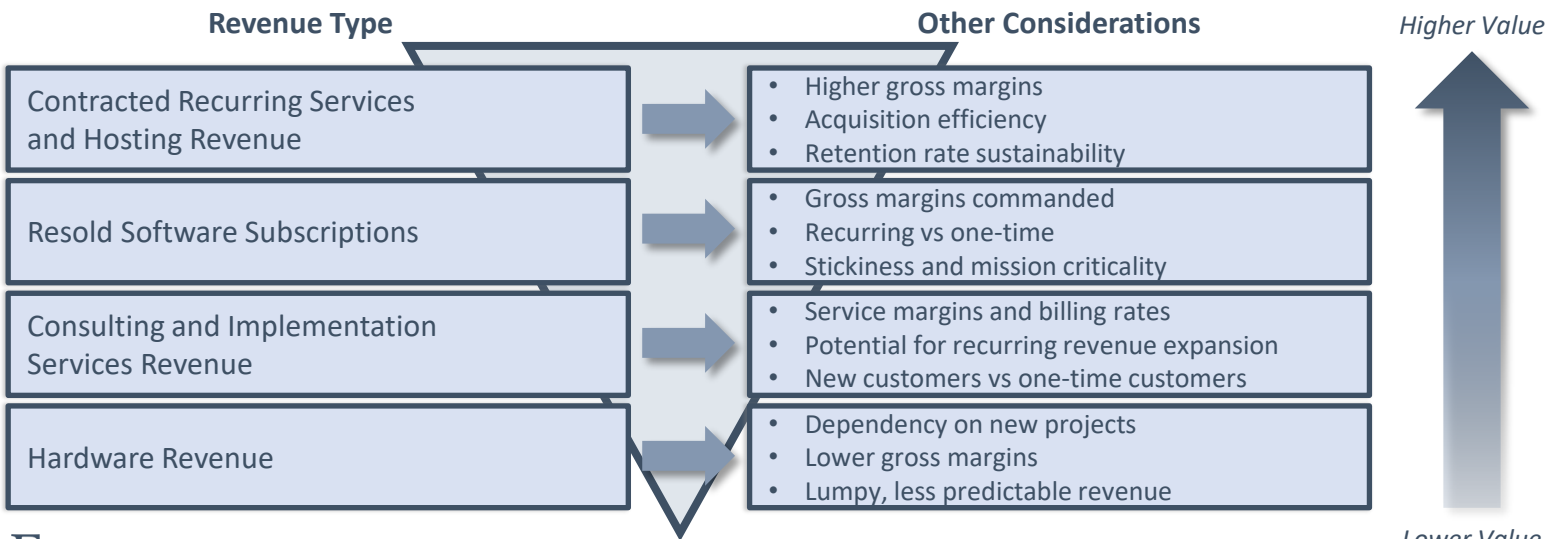 Revenue Type
Other Considerations
Higher Value
Contracted Recurring Services
and Hosting Revenue
• Higher gross margins
• Acquisition efficiency
• Retention rate sustainability
Resold Software Subscriptions
• Gross margins commanded
• Recurring vs one-time
• Stickiness and mission criticality
Consulting and Implementation
Services Revenue
• Service margins and billing rates
• Potential for recurring revenue expansion
• New customers vs one-time customers
Hardware Revenue
• Dependency on new projects
• Lower gross margins
• Lumpy, less predictable revenue
Lower Value